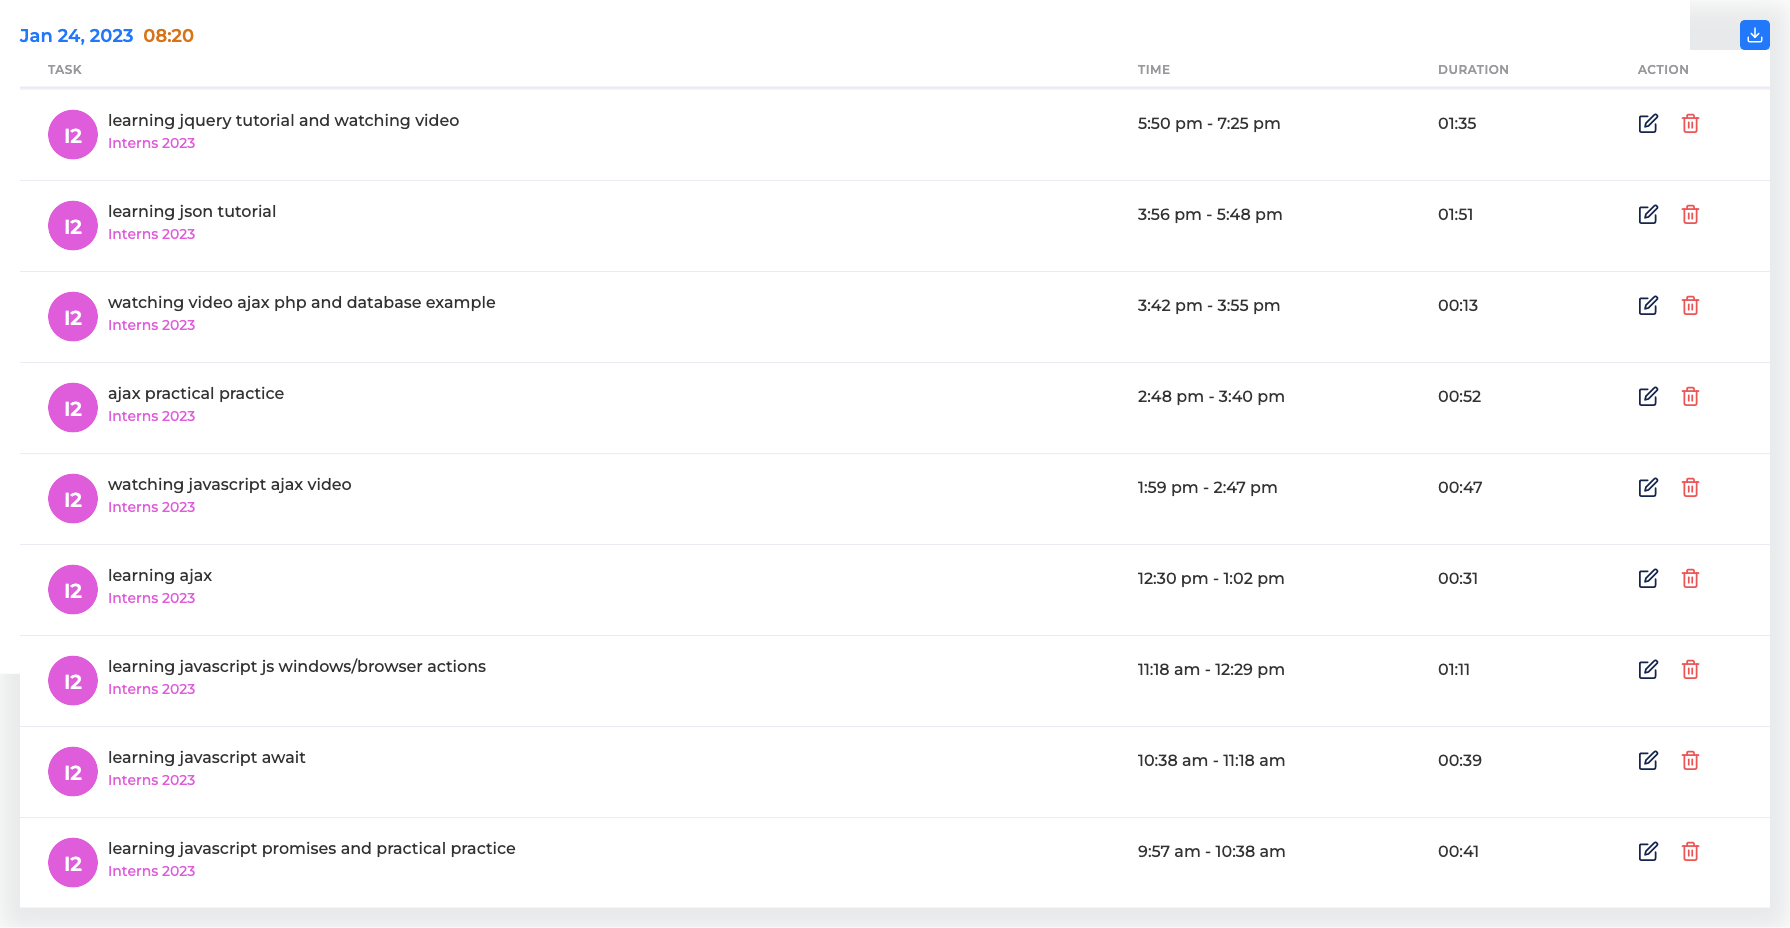 Jan 24, 2023 08:20
TASK TIME DURATION ACTION
I2 learning jquery tutorial and watching video 5:50 pm - 7:25 pm 01:35
Interns 2023
I2 learning json tutorial 3:56 pm - 5:48 pm 01:51
Interns 2023
I2 watching video ajax php and database example 3:42 pm - 3:55 pm 00:13
Interns 2023
I2 ajax practical practice 2:48 pm - 3:40 pm 00:52
Interns 2023
I2 watching javascript ajax video 1:59 pm - 2:47 pm 00:47
Interns 2023
I2 learning ajax 12:30 pm - 1:02 pm 00:31
Interns 2023
I2 learning javascript js windows/browser actions 11:18 am - 12:29 pm 01:11
Interns 2023
I2 learning javascript await 10:38 am - 11:18 am 00:39
Interns 2023
I2 learning javascript promises and practical practice 9:57 am - 10:38 am 00:41
Interns 2023